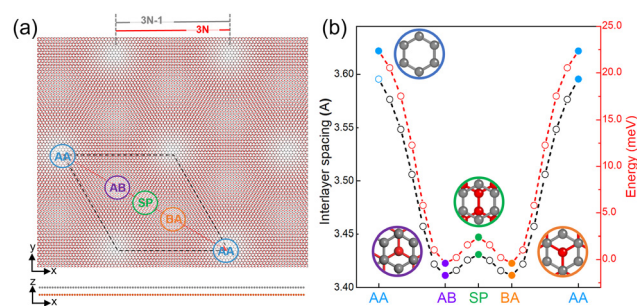 (a)
3N-1
3N
AA
AB
SP
BA
AA
y
x
z
x
(b)
Interlayer spacing (A)
3.60
3.55
3.50
3.45
3.40
25.0
20.0
15.0
10.0
5.0
0.0
Energy (meV)
AA AB SP BA AA